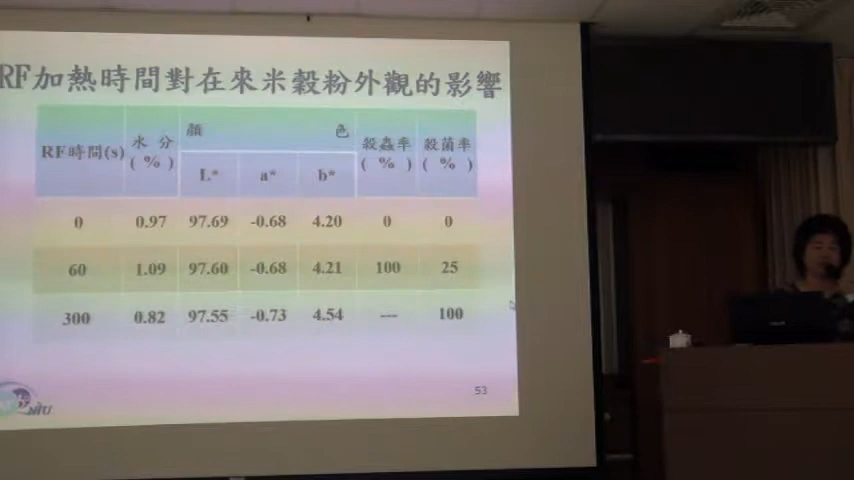 RF加熱時間對在來米穀粉外觀的影響
RF時間(s) 水 分 ( % ) 顏 色 殺蟲率 ( % ) 殺菌率 ( % )
L* a* b*
0 0.97 97.69 -0.68 4.20 0 0
60 1.09 97.60 -0.68 4.21 100 25
300 0.82 97.55 -0.73 4.54 --- 100
53
NIU